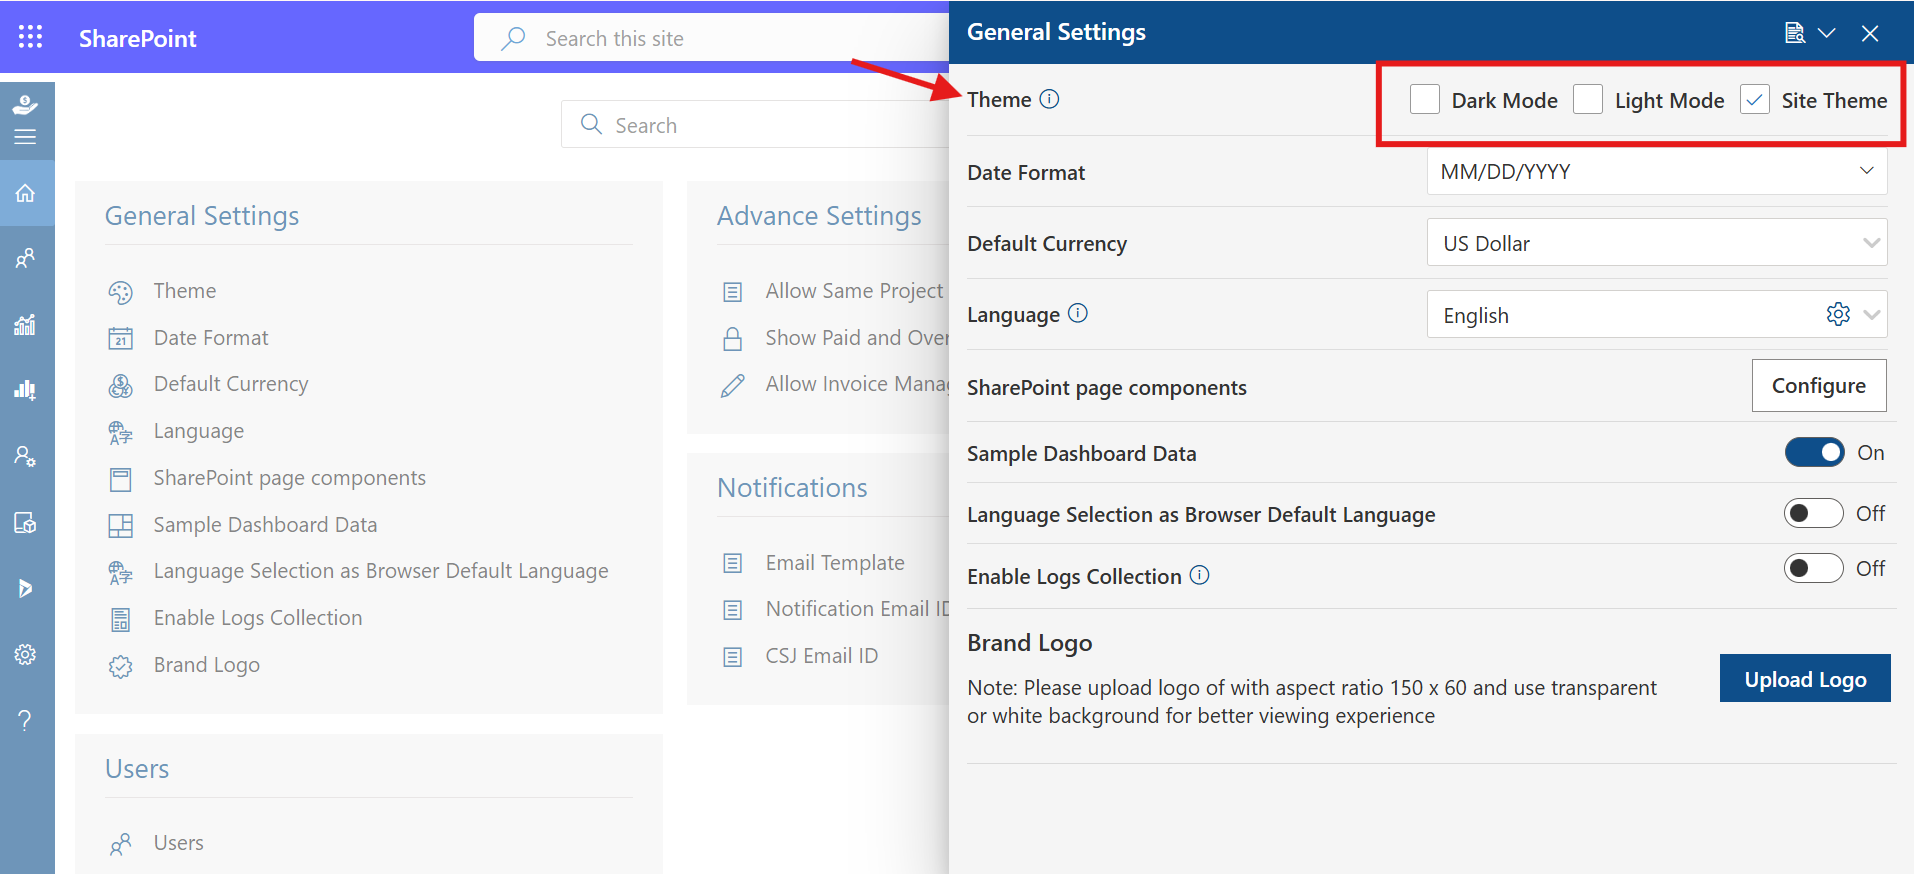 SharePoint
Search this site
Search
General Settings
Theme
Date Format
21
Default Currency
Language
SharePoint page components
Sample Dashboard Data
Language Selection as Browser Default Language
Enable Logs Collection
Brand Logo
Users
Users
Advance Settings
Allow Same Project
Show Paid and Over
Allow Invoice Mana
Notifications
Email Template
Notification Email ID
CSJ Email ID
General Settings
Theme
Dark Mode
Light Mode
Site Theme
Date Format
MM/DD/YYYY
Default Currency
US Dollar
Language
English
SharePoint page components
Configure
Sample Dashboard Data
On
Language Selection as Browser Default Language
Off
Enable Logs Collection
Off
Brand Logo
Note: Please upload logo of with aspect ratio 150 x 60 and use transparent
or white background for better viewing experience
Upload Logo